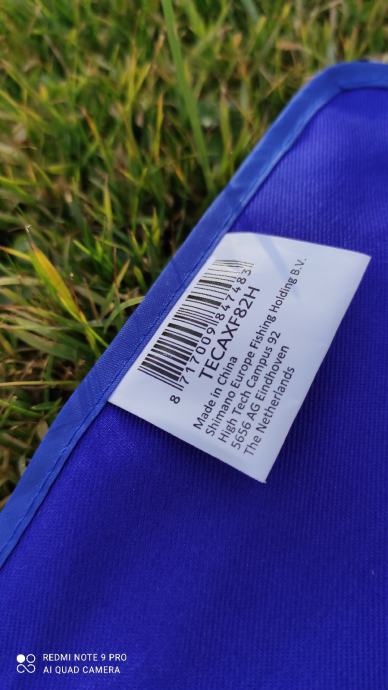 8 717009 847483
TECAXF82H
Made in China
Shimano Europe Fishing Holding B.V.
High Tech Campus 92
5656 AG Eindhoven
The Netherlands
REDMI NOTE 9 PRO
AI QUAD CAMERA